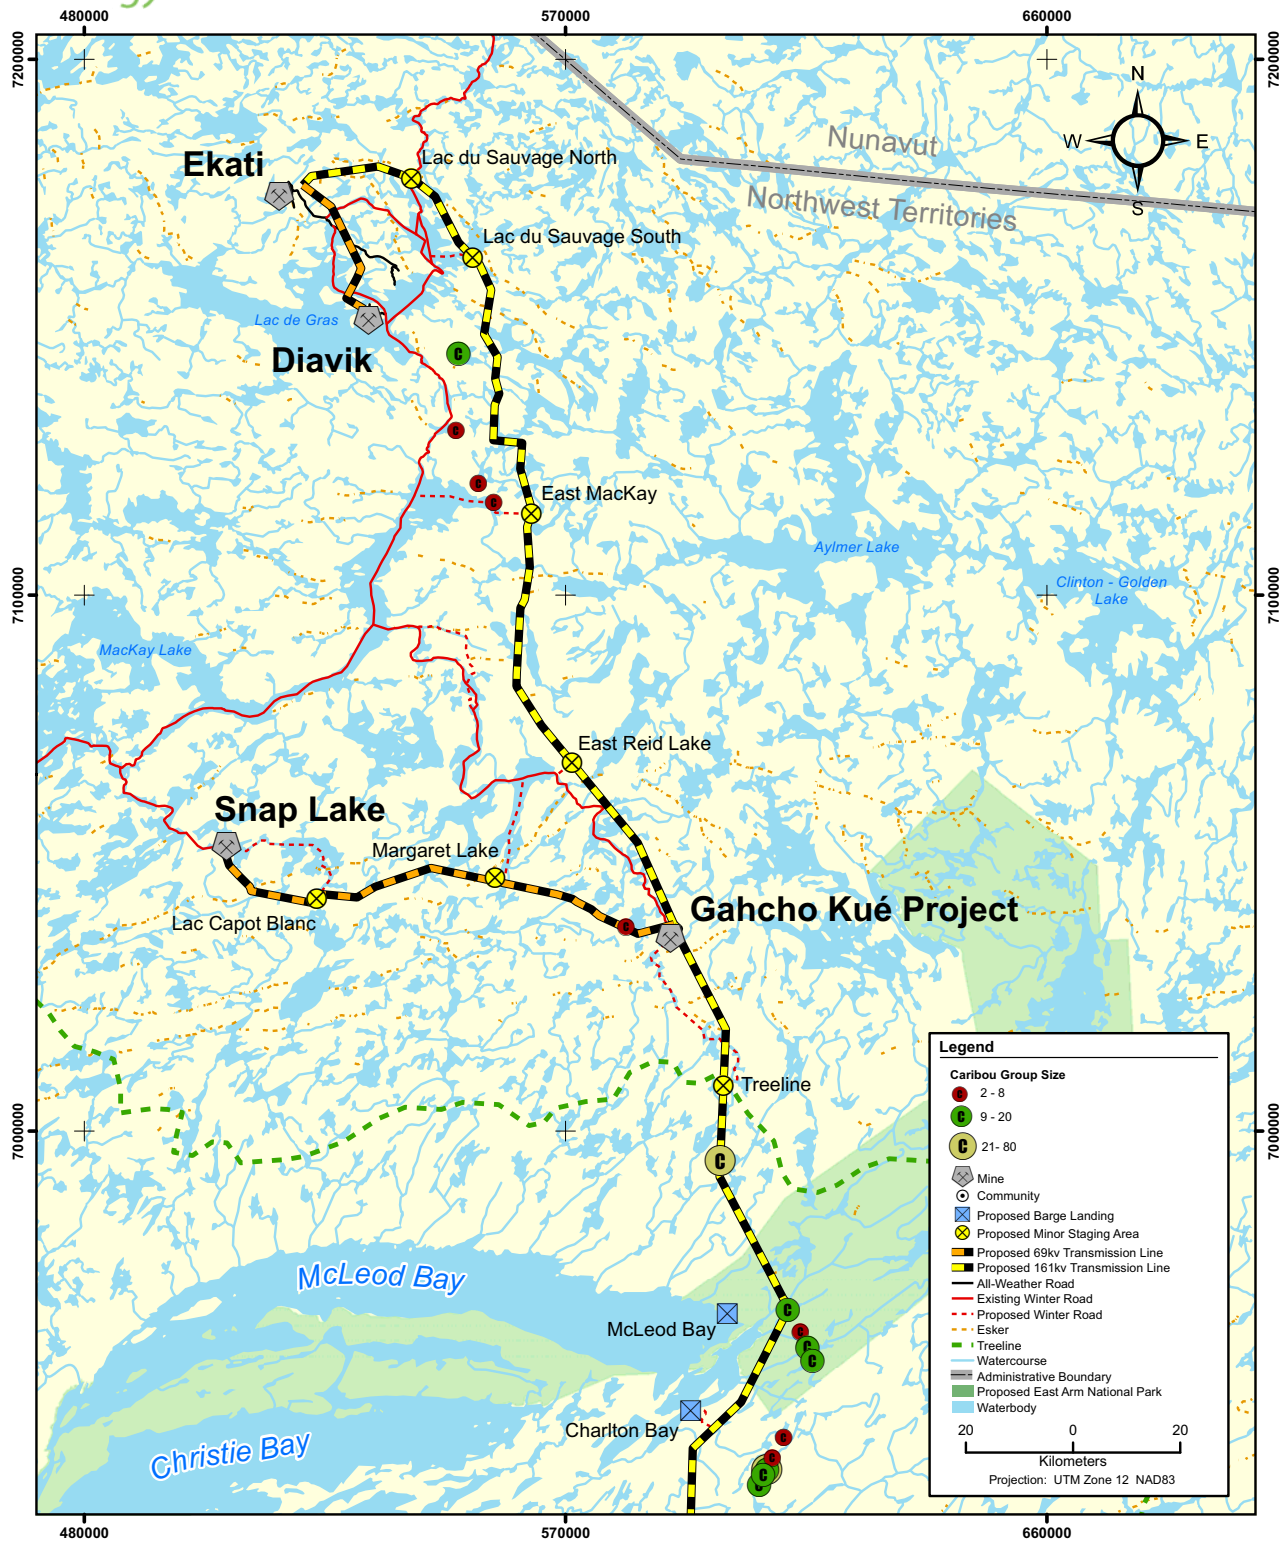 480000
570000
660000
7200000
7200000
N
W
E
S
Nunavut
Northwest Territories
Ekati
Lac du Sauvage North
Lac du Sauvage South
Lac de Gras
Diavik
C
C
C
C
East MacKay
Aylmer Lake
Clinton - Golden
Lake
7100000
7100000
MacKay Lake
East Reid Lake
Snap Lake
Margaret Lake
Lac Capot Blanc
C
Gahcho Kué Project
Treeline
7000000
7000000
C
McLeod Bay
McLeod Bay
C
C
C
C
Charlton Bay
Christie Bay
C
C
C
Legend
Caribou Group Size
C 2 - 8
C 9 - 20
C 21- 80
Mine
Community
Proposed Barge Landing
Proposed Minor Staging Area
Proposed 69kv Transmission Line
Proposed 161kv Transmission Line
All-Weather Road
Existing Winter Road
Proposed Winter Road
Esker
Treeline
Watercourse
Administrative Boundary
Proposed East Arm National Park
Waterbody
20 0 20
Kilometers
Projection: UTM Zone 12 NAD83
480000
570000
660000